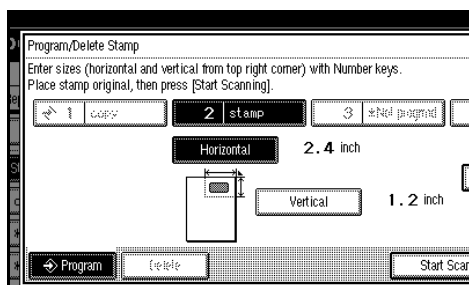 Program/Delete Stamp
Enter sizes (horizontal and vertical from top right corner) with Number keys.
Place stamp original, then press [Start Scanning].
1 copy 2 stamp 3
Horizontal 2.4 inch
Vertical 1.2 inch
Program Delete Start Scan